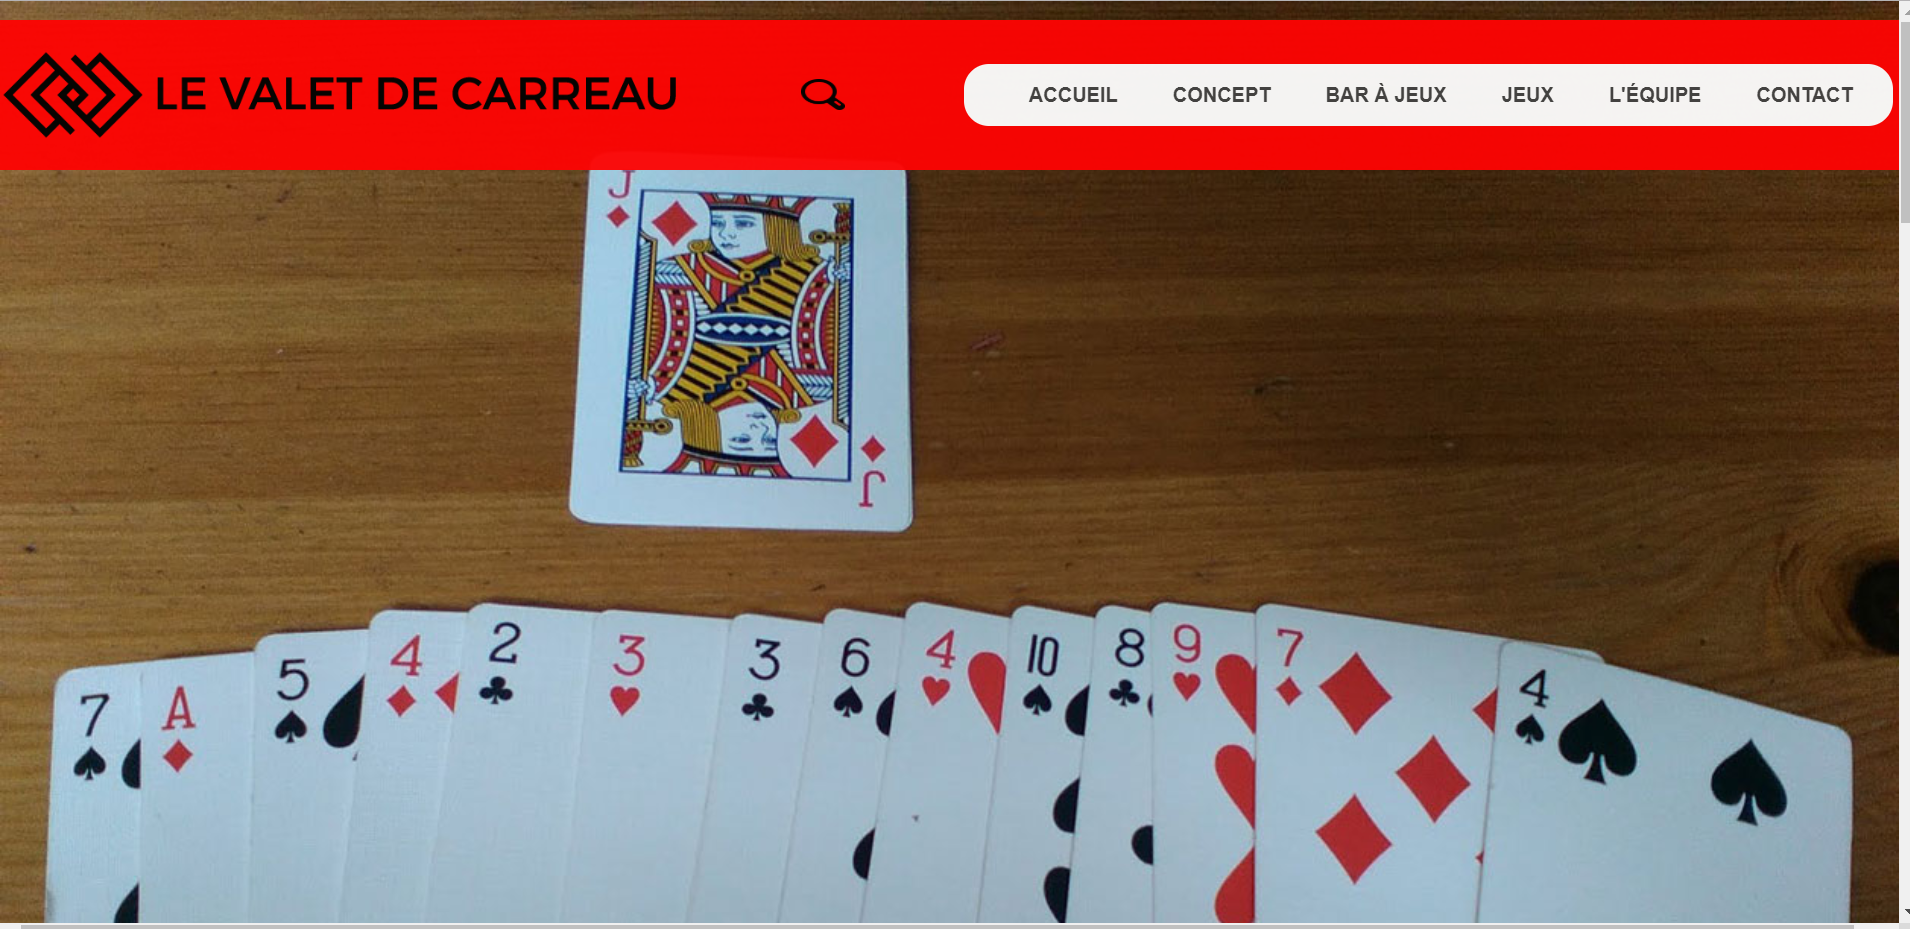 LE VALET DE CARREAU
ACCUEIL CONCEPT BAR À JEUX JEUX L'ÉQUIPE CONTACT
J
J
7 A 5 4 2 3 3 6 4 10 8 9 7 4